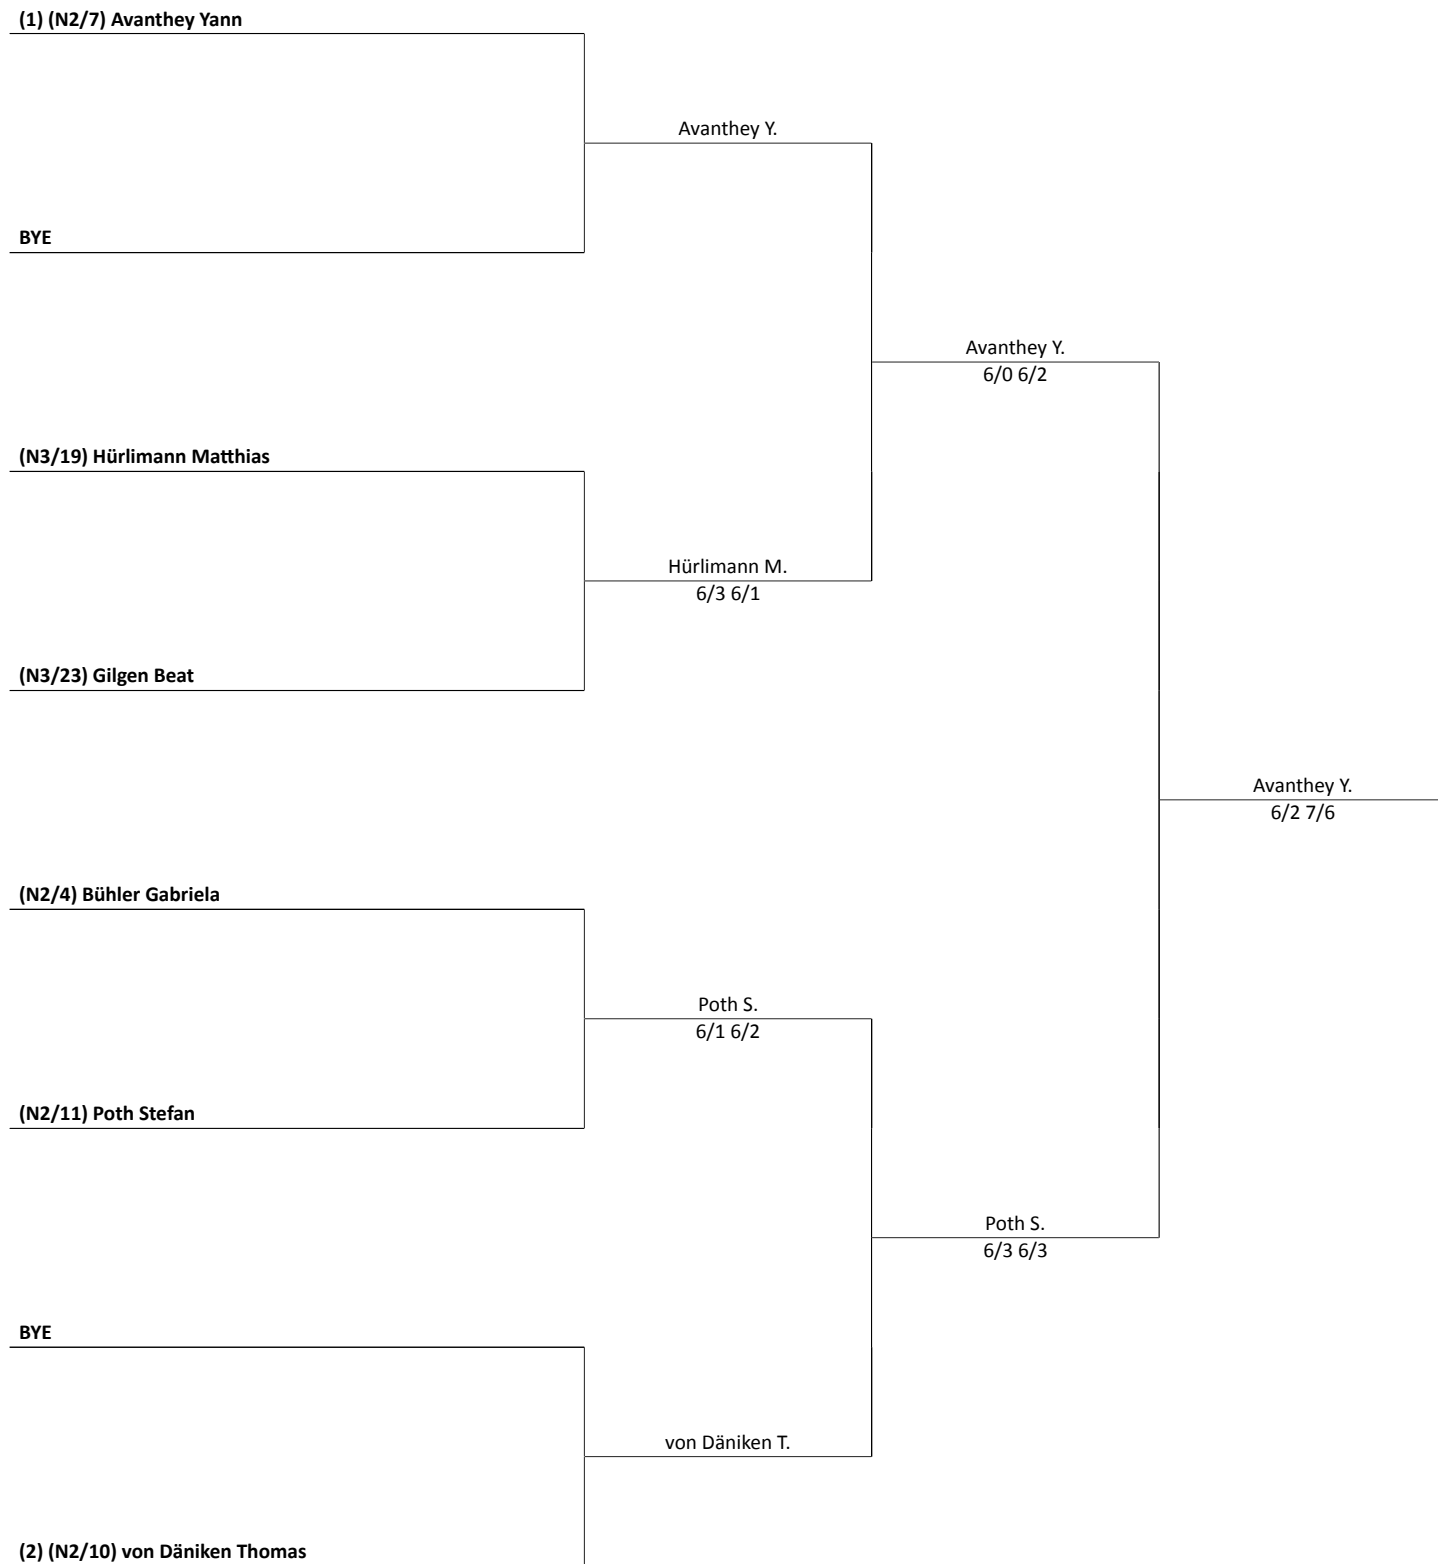 (1) (N2/7) Avanthey Yann
Avanthey Y.
BYE
Avanthey Y.
6/0 6/2
(N3/19) Hürlimann Matthias
Hürlimann M.
6/3 6/1
(N3/23) Gilgen Beat
Avanthey Y.
6/2 7/6
(N2/4) Bühler Gabriela
Poth S.
6/1 6/2
(N2/11) Poth Stefan
Poth S.
6/3 6/3
BYE
von Däniken T.
(2) (N2/10) von Däniken Thomas